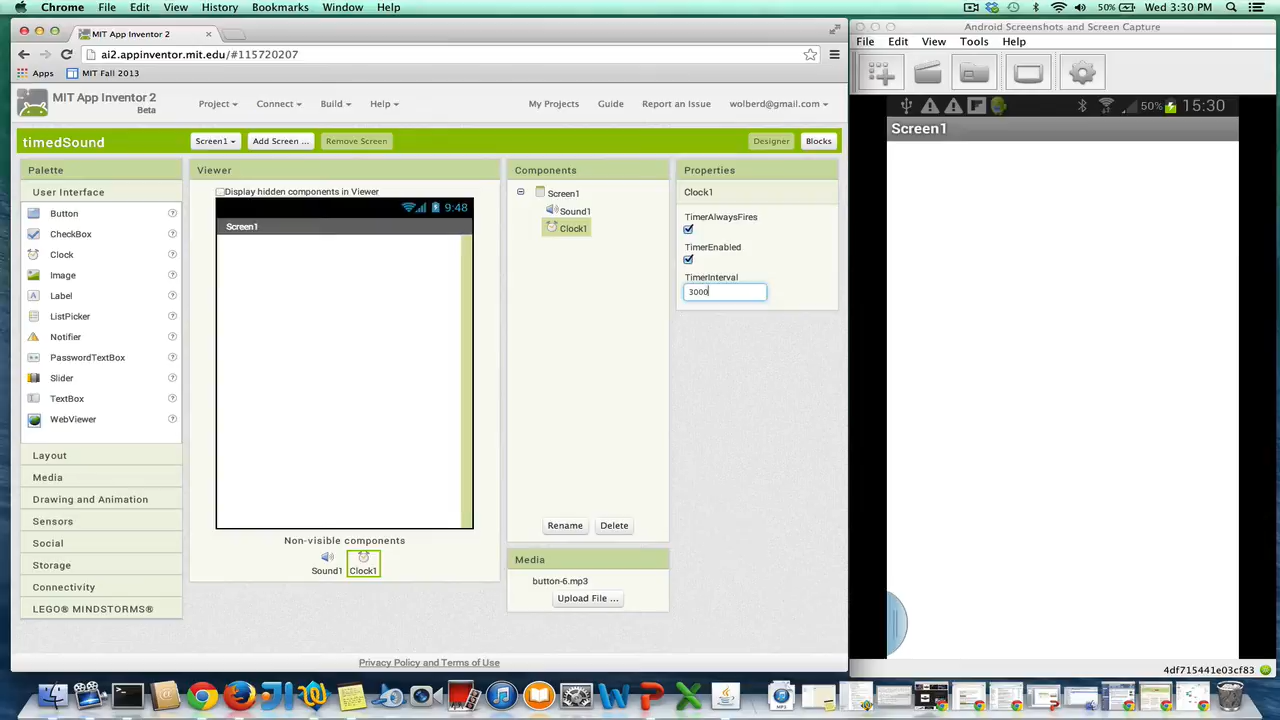 Chrome File Edit View History Bookmarks Window Help 50% Wed 3:30 PM
MIT App Inventor 2
ai2.appinventor.mit.edu/#115720207
Apps MIT Fall 2013
MIT App Inventor 2
Beta
Project Connect Build Help My Projects Guide Report an Issue wolberd@gmail.com
timedSound Screen1 Add Screen ... Remove Screen Designer Blocks
Palette
User Interface
Button ?
CheckBox ?
Clock ?
Image ?
A Label ?
ListPicker ?
Notifier ?
PasswordTextBox ?
Slider ?
TextBox ?
WebViewer ?
Layout
Media
Drawing and Animation
Sensors
Social
Storage
Connectivity
LEGO® MINDSTORMS®
Viewer
Display hidden components in Viewer
9:48
Screen1
Non-visible components
Sound1 Clock1
Components
Screen1
Sound1
Clock1
Rename Delete
Media
button-6.mp3
Upload File ...
Properties
Clock1
TimerAlwaysFires
TimerEnabled
TimerInterval
3000
Privacy Policy and Terms of Use
Android Screenshots and Screen Capture
File Edit View Tools Help
50% 15:30
Screen1
4df715441e03cf83